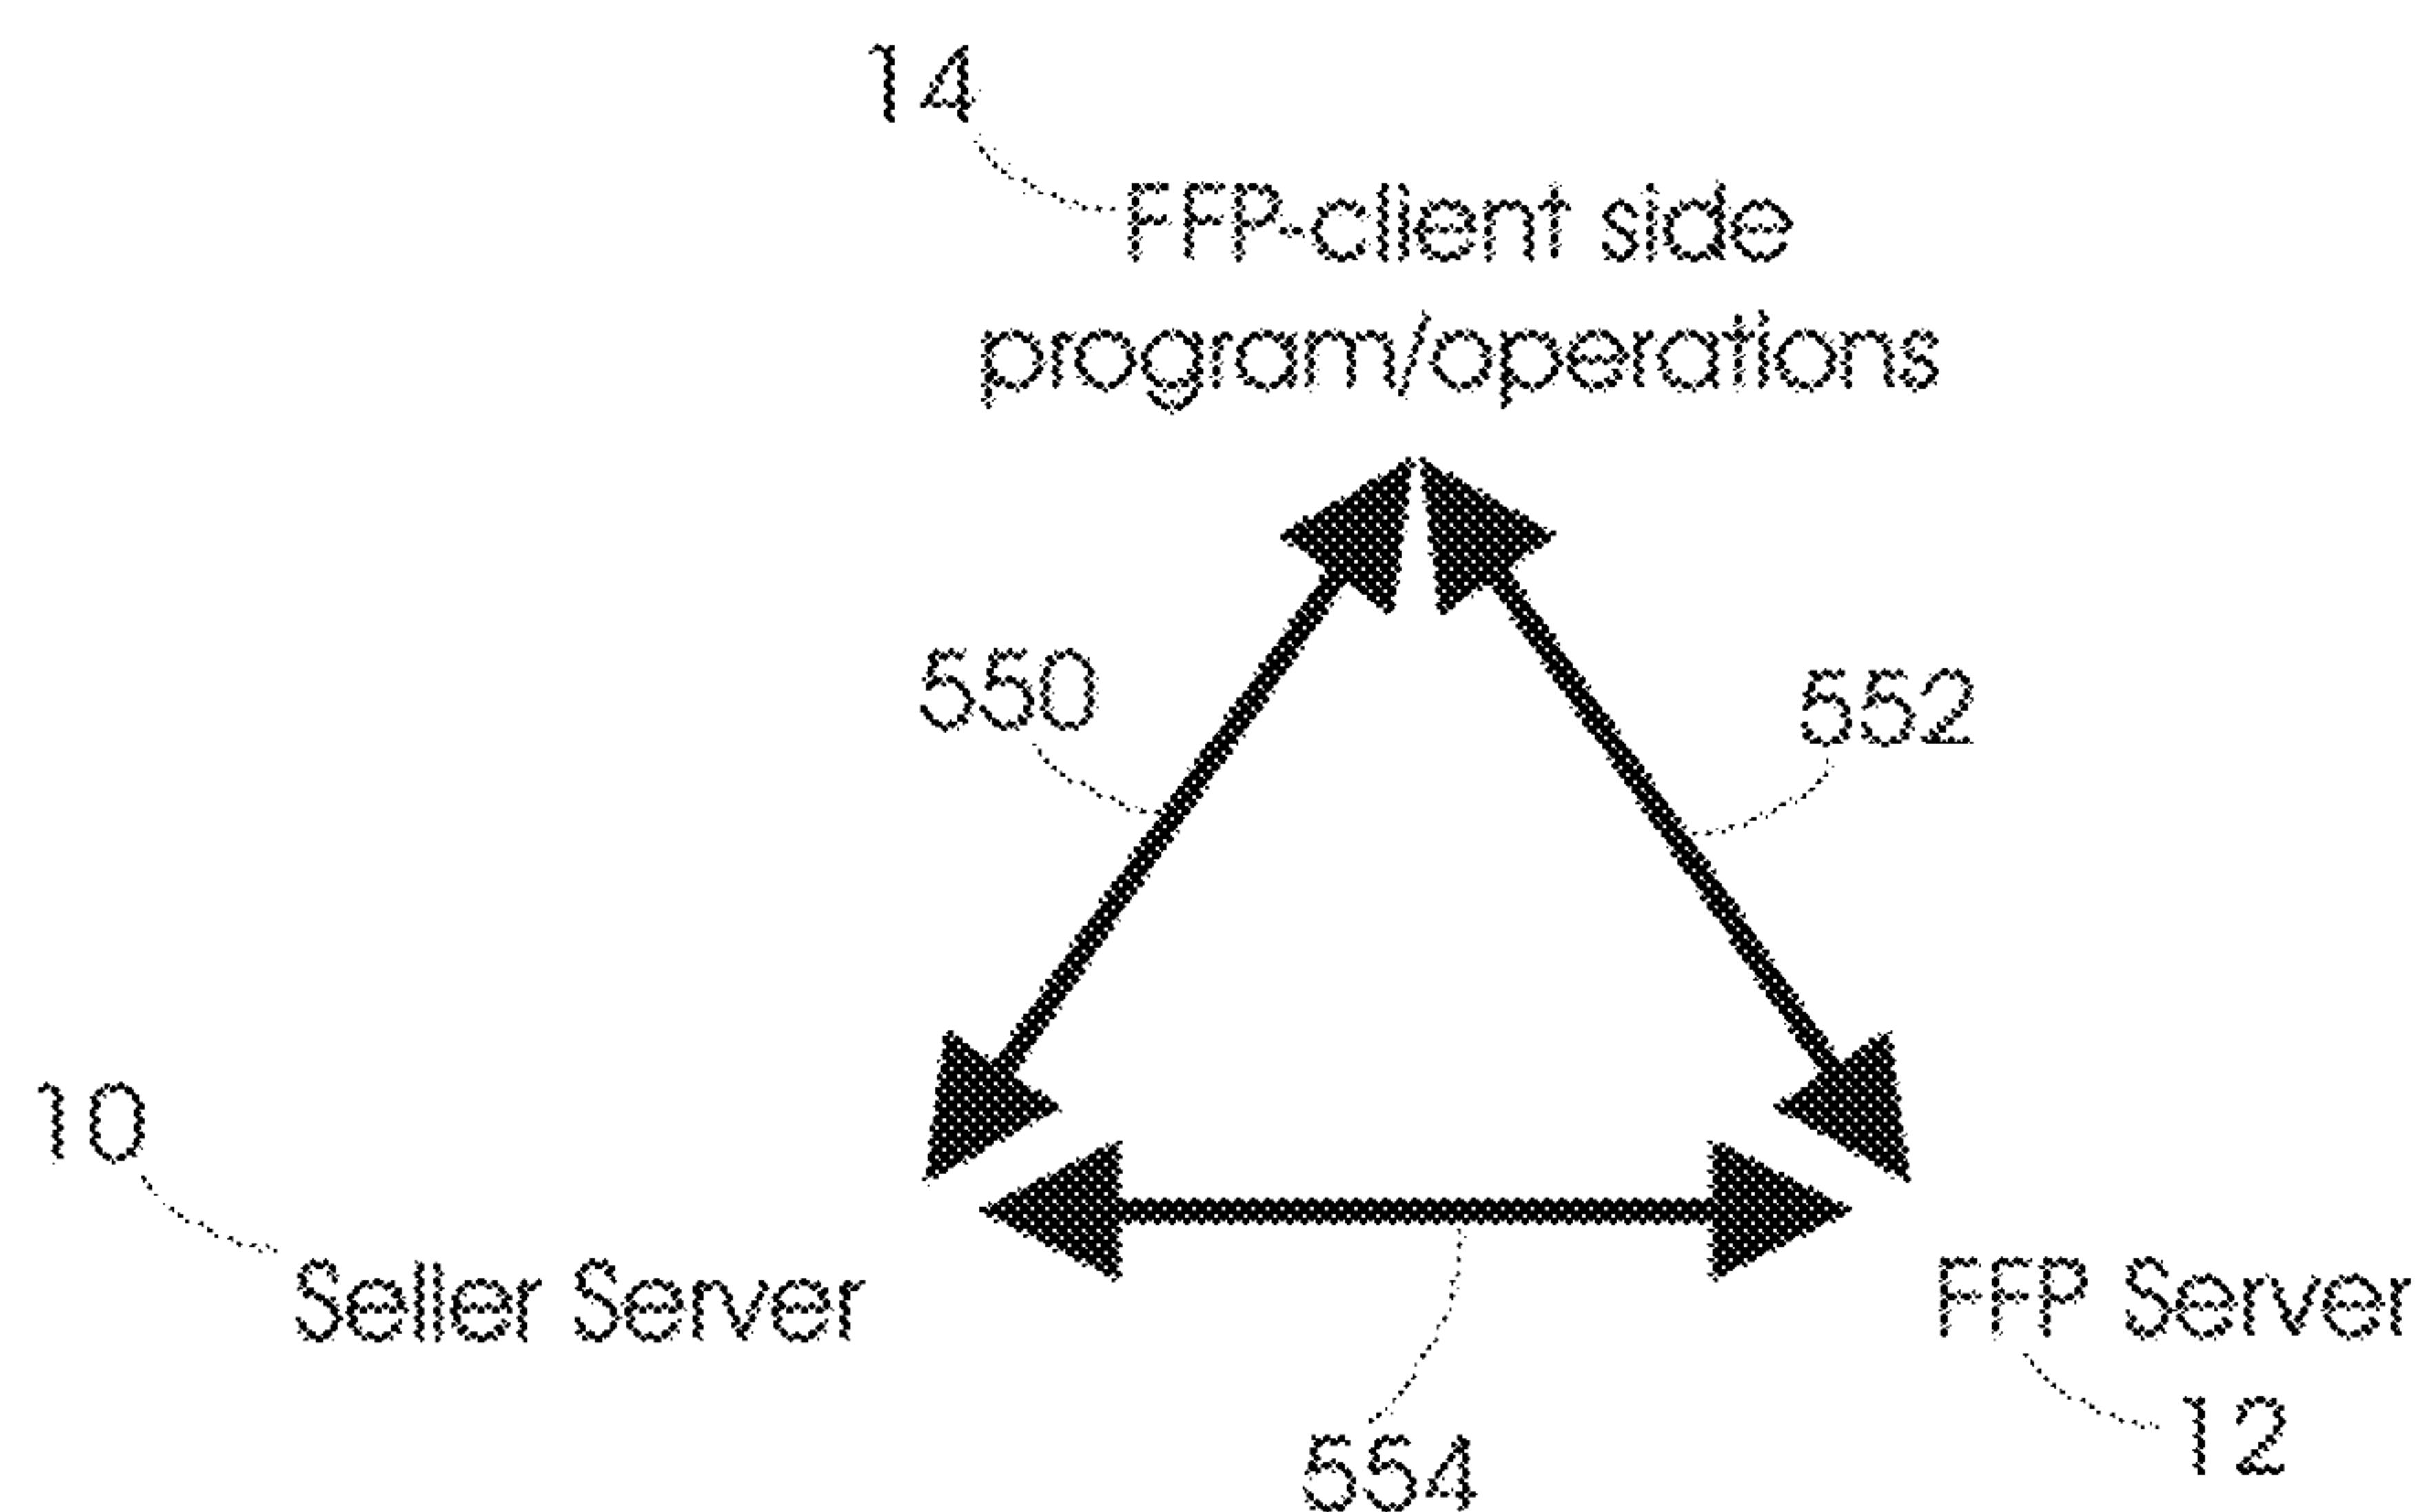 14
FFP-client side
program/operations
550
552
10
Seller Server
FFP Server
12
554